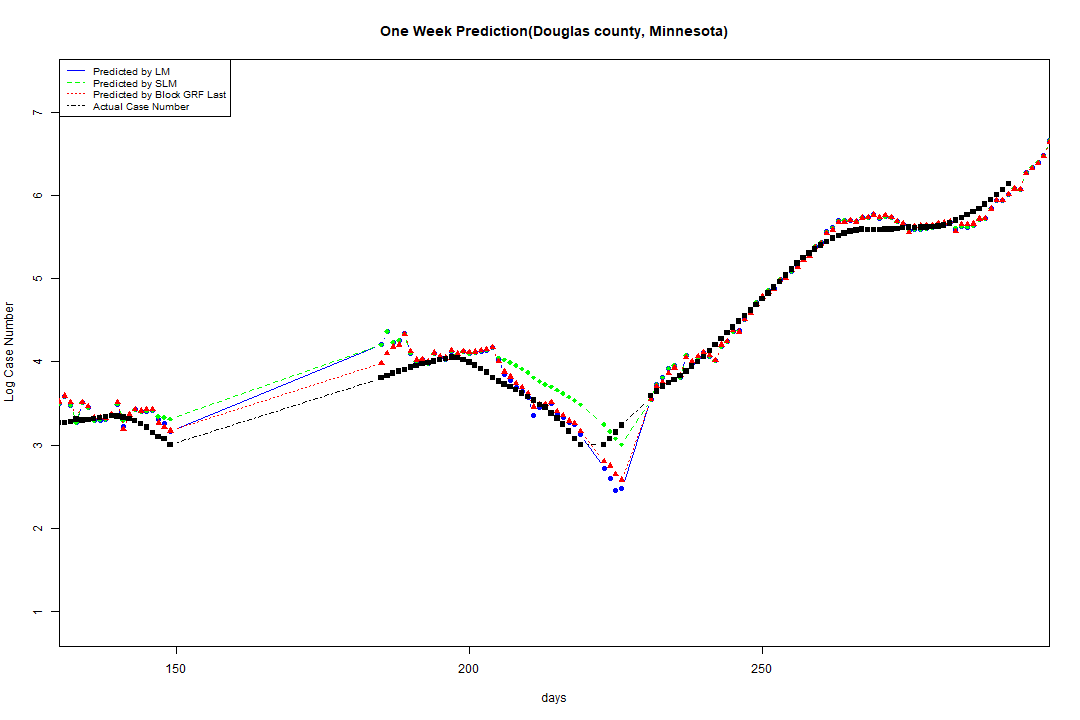 One Week Prediction(Douglas county, Minnesota)
Predicted by LM
Predicted by SLM
Predicted by Block GRF Last
Actual Case Number
7
6
5
4
3
2
1
Log Case Number
150
200
250
days